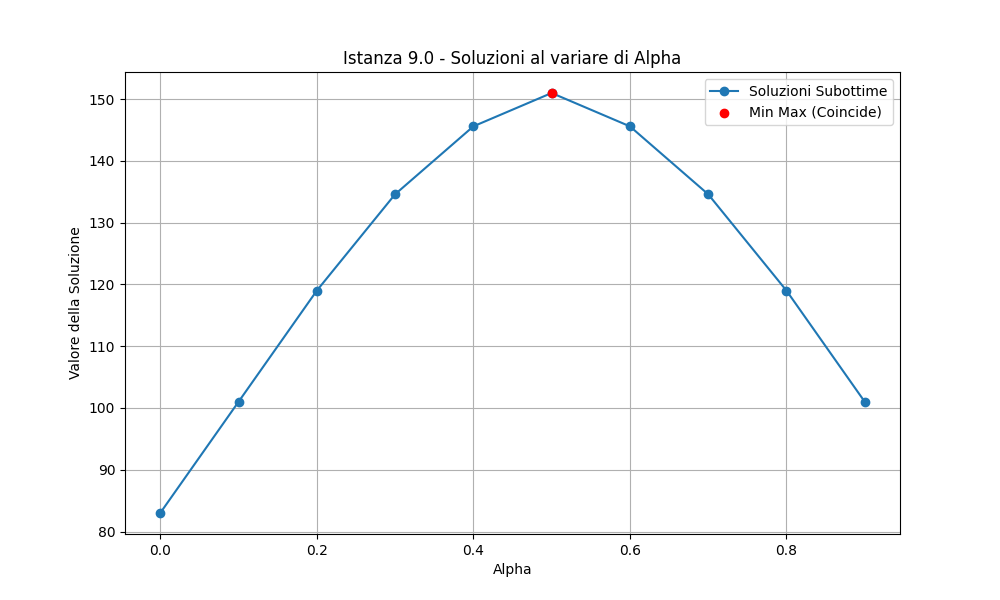 Istanza 9.0 - Soluzioni al variare di Alpha
Soluzioni Subottime
Min Max (Coincide)
Valore della Soluzione
150
140
130
120
110
100
90
80
0.0
0.2
0.4
0.6
0.8
Alpha